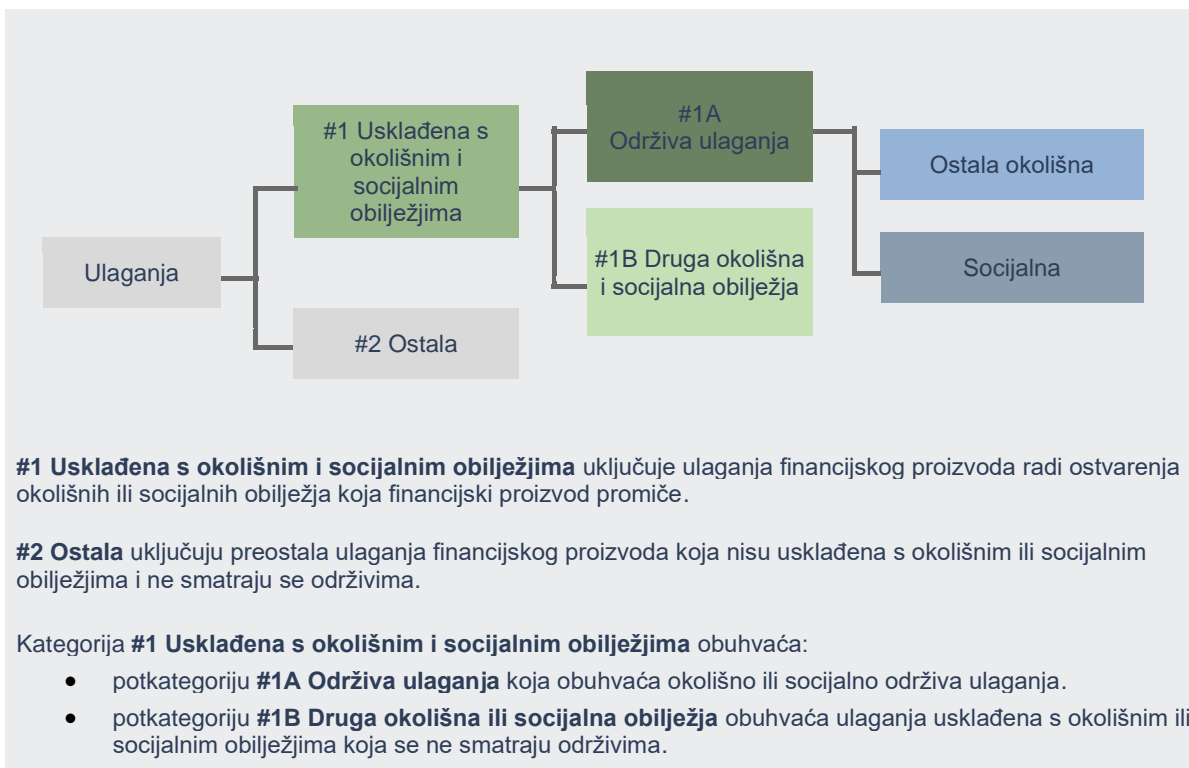 #1 Usklađena s
okolišnim i
socijalnim
obilježjima
#1A
Održiva ulaganja
Ostala okolišna
Ulaganja
#1B Druga okolišna
i socijalna obilježja
Socijalna
#2 Ostala
#1 Usklađena s okolišnim i socijalnim obilježjima uključuje ulaganja financijskog proizvoda radi ostvarenja
okolišnih ili socijalnih obilježja koja financijski proizvod promiče.
#2 Ostala uključuju preostala ulaganja financijskog proizvoda koja nisu usklađena s okolišnim ili socijalnim
obilježjima i ne smatraju se održivima.
Kategorija #1 Usklađena s okolišnim i socijalnim obilježjima obuhvaća:
• potkategoriju #1A Održiva ulaganja koja obuhvaća okolišno ili socijalno održiva ulaganja.
• potkategoriju #1B Druga okolišna ili socijalna obilježja obuhvaća ulaganja usklađena s okolišnim ili
socijalnim obilježjima koja se ne smatraju održivima.